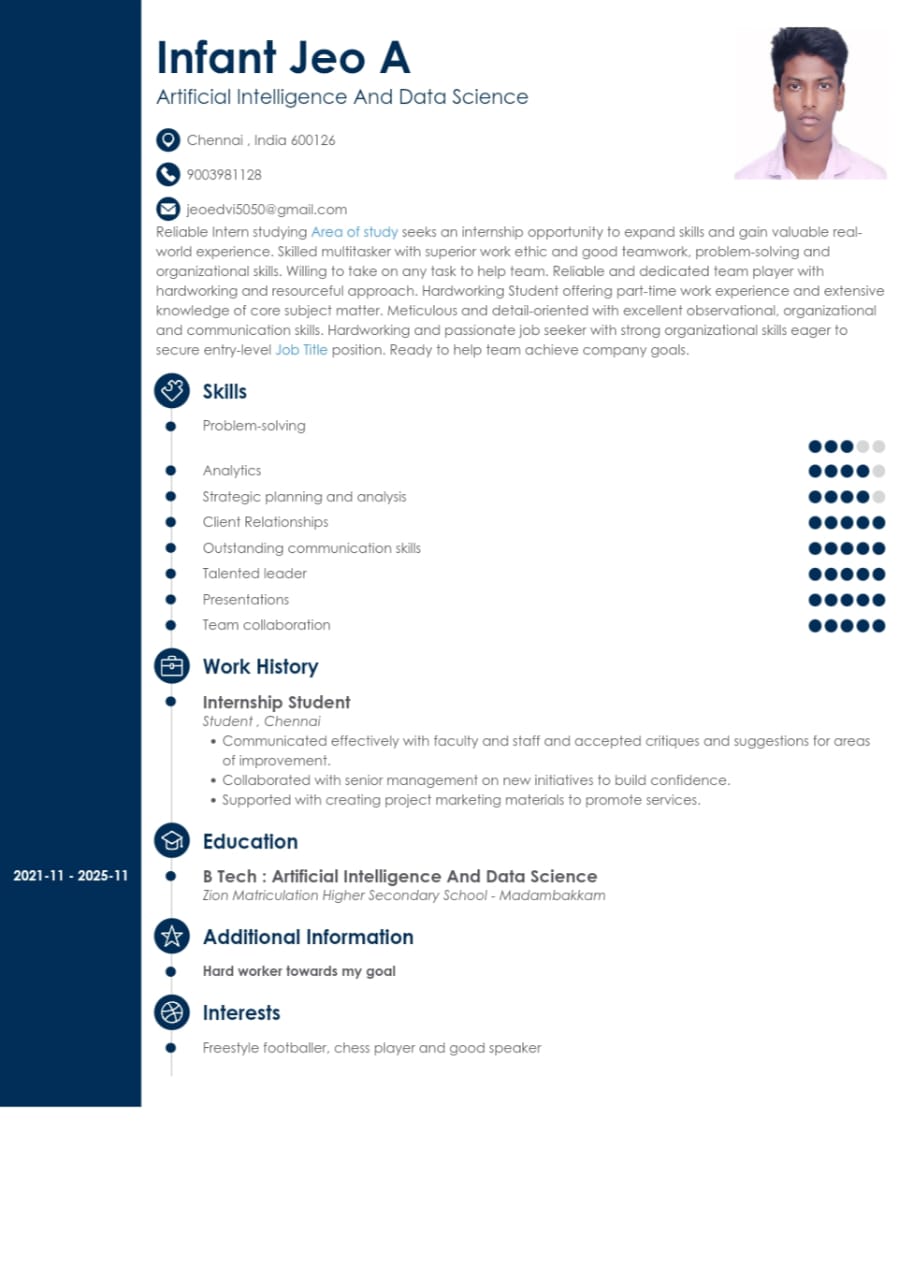 Infant Jeo A
Artificial Intelligence And Data Science
Chennai , India 600126
9003981128
jeoedvi5050@gmail.com
Reliable Intern studying Area of study seeks an internship opportunity to expand skills and gain valuable real-
world experience. Skilled multitasker with superior work ethic and good teamwork, problem-solving and
organizational skills. Willing to take on any task to help team. Reliable and dedicated team player with
hardworking and resourceful approach. Hardworking Student offering part-time work experience and extensive
knowledge of core subject matter. Meticulous and detail-oriented with excellent observational, organizational
and communication skills. Hardworking and passionate job seeker with strong organizational skills eager to
secure entry-level Job Title position. Ready to help team achieve company goals.
Skills
Problem-solving
Analytics
Strategic planning and analysis
Client Relationships
Outstanding communication skills
Talented leader
Presentations
Team collaboration
Work History
Internship Student
Student , Chennai
• Communicated effectively with faculty and staff and accepted critiques and suggestions for areas
of improvement.
• Collaborated with senior management on new initiatives to build confidence.
• Supported with creating project marketing materials to promote services.
Education
2021-11 - 2025-11
B Tech : Artificial Intelligence And Data Science
Zion Matriculation Higher Secondary School - Madambakkam
Additional Information
Hard worker towards my goal
Interests
Freestyle footballer, chess player and good speaker